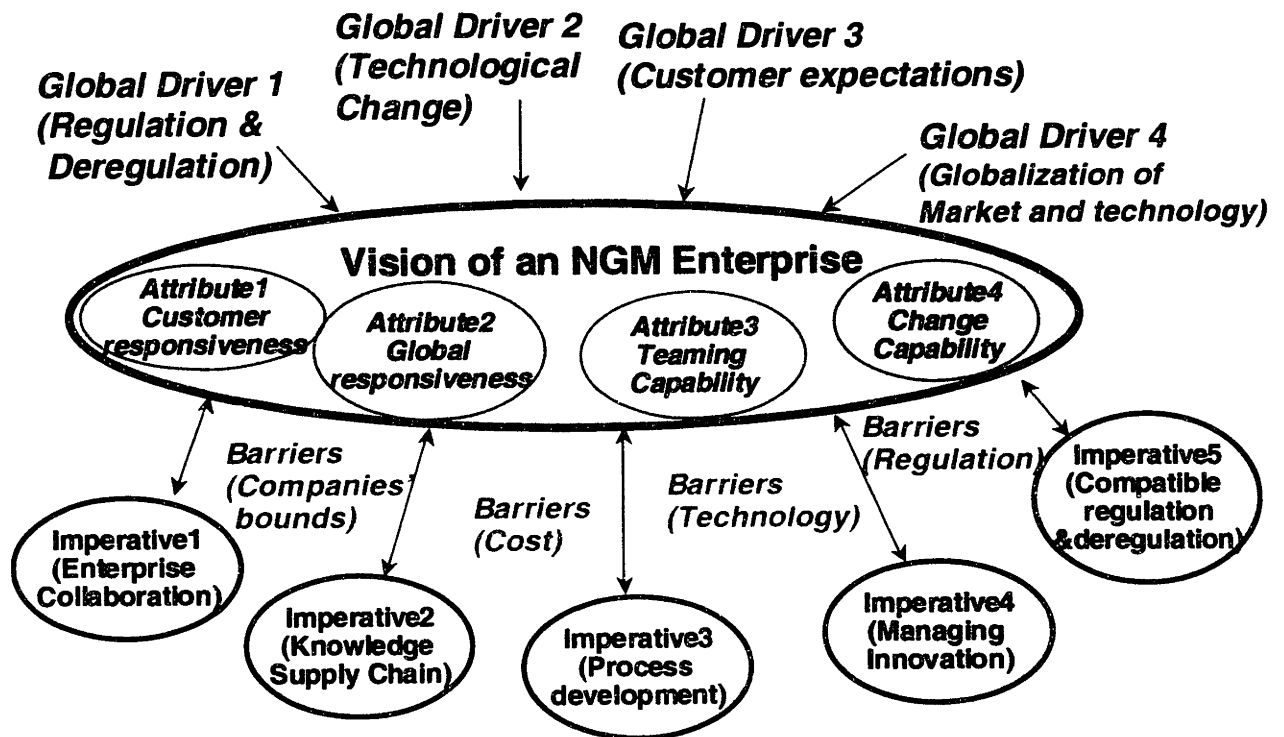 Global Driver 1
(Regulation &
Deregulation)
Global Driver 2
(Technological
Change)
Global Driver 3
(Customer expectations)
Global Driver 4
(Globalization of
Market and technology)
Vision of an NGM Enterprise
Attribute1
Customer
responsiveness
Attribute2
Global
responsiveness
Attribute3
Teaming
Capability
Attribute4
Change
Capability
Barriers
(Companies'
bounds)
Barriers
(Cost)
Barriers
(Technology)
Barriers
(Regulation)
Imperative1
(Enterprise
Collaboration)
Imperative2
(Knowledge
Supply Chain)
Imperative3
(Process
development)
Imperative4
(Managing
Innovation)
Imperative5
(Compatible
regulation
&deregulation)